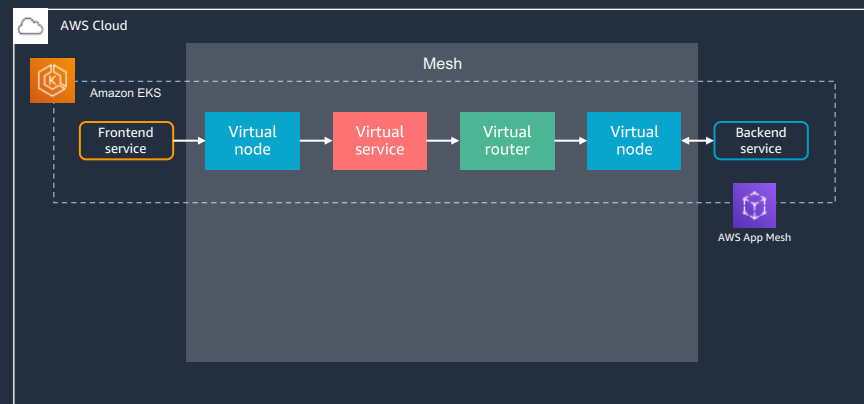 AWS Cloud
Mesh
Amazon EKS
Frontend
service
Virtual
node
Virtual
service
Virtual
router
Virtual
node
Backend
service
AWS App Mesh